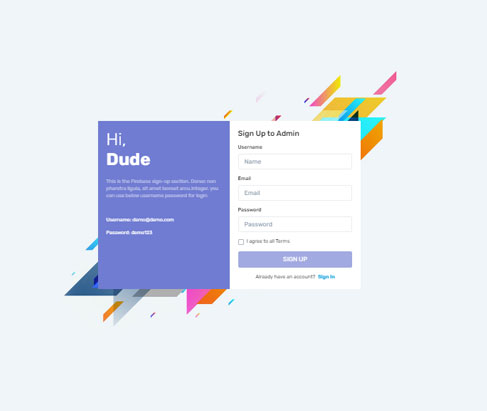 Hi,
Dude
This is the Firebase sign-up section. Donec non
pharetra ligula, sit amet laoreet arcu.Integer. you
can use below username password for login.
Username: demo@demo.com
Password: demo123
Sign Up to Admin
Username
Name
Email
Email
Password
Password
I agree to all Terms
SIGN UP
Already have an account? Sign In